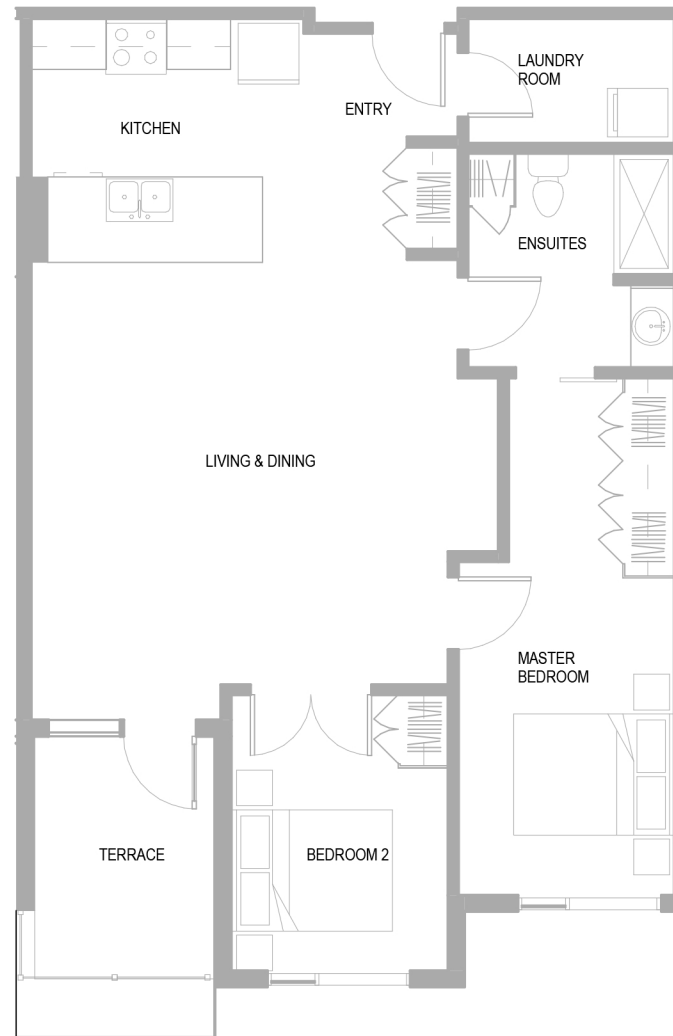 LAUNDRY
ROOM
ENTRY
KITCHEN
ENSUITES
LIVING & DINING
MASTER
BEDROOM
TERRACE
BEDROOM 2